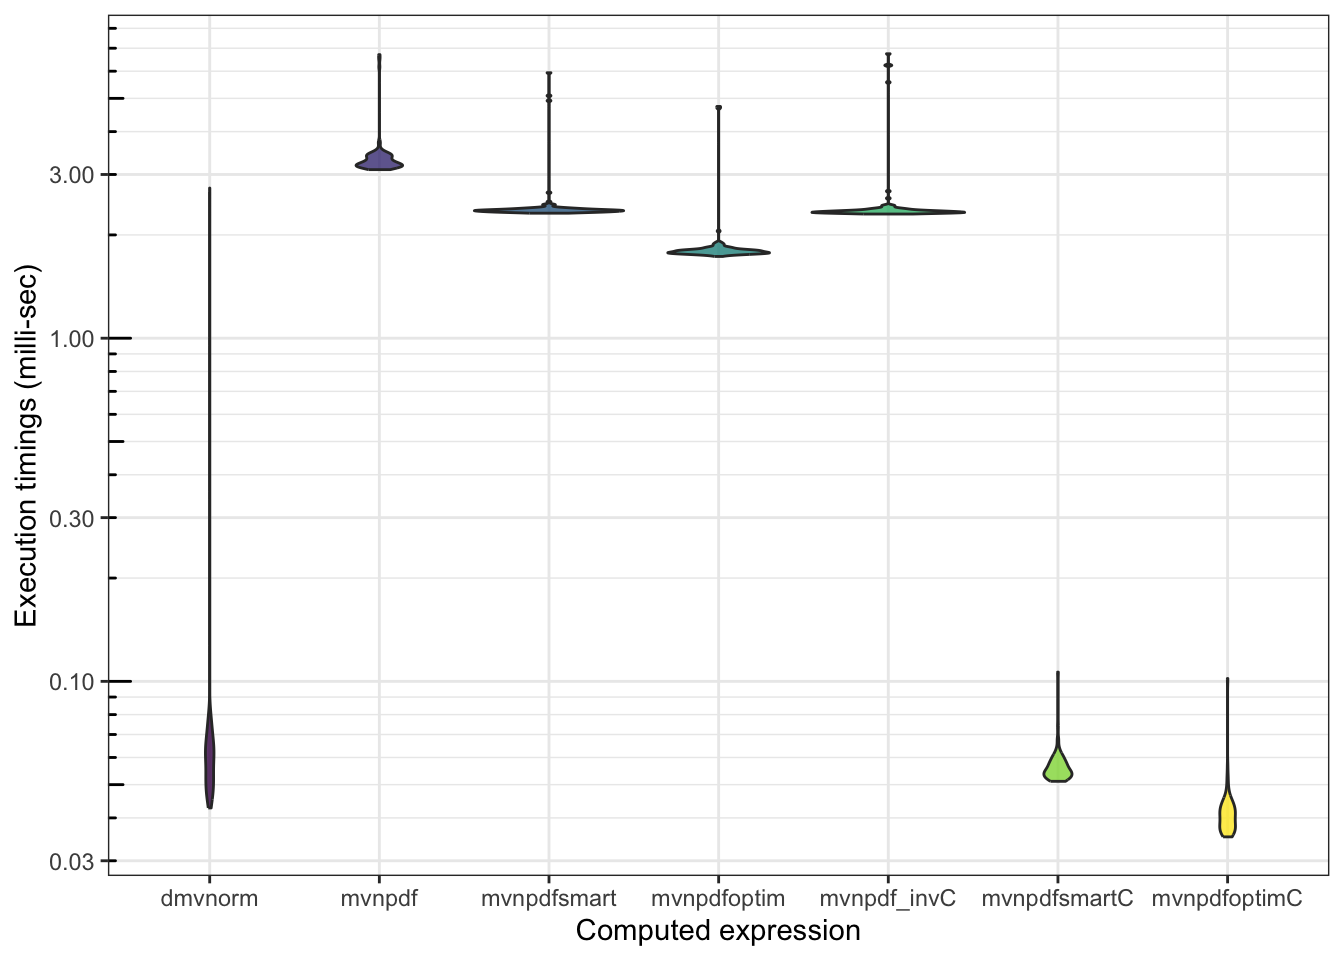 Execution timings (milli-sec)
3.00
1.00
0.30
0.10
0.03
dmvnorm mvnpdf mvnpdfsmart mvnpdfoptim mvnpdf_invC mvnpdfsmartC mvnpdfoptimC
Computed expression